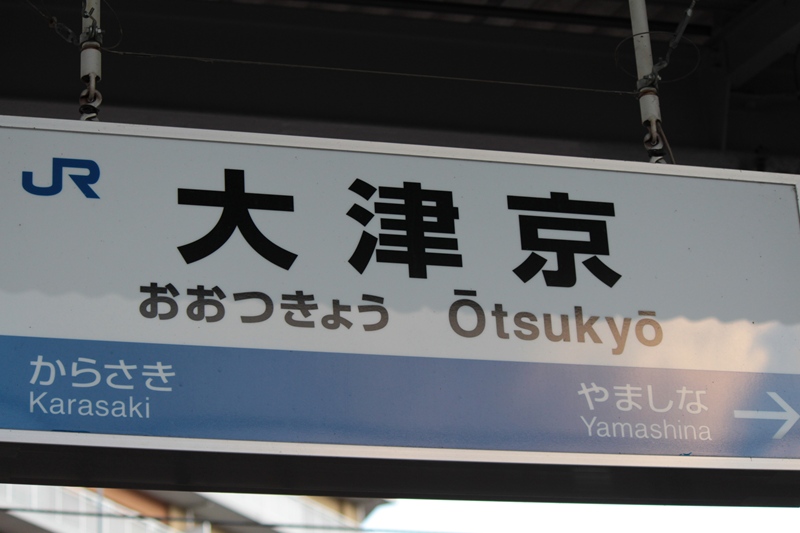 JR
大津京
おおつきょう Ōtsukyō
からさき
Karasaki
やましな
Yamashina
→